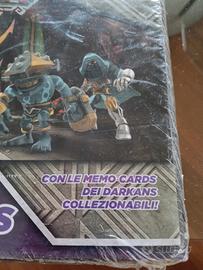 CON LE MEMO CARDS
DEI DARKANS
COLLEZIONABILI!
S